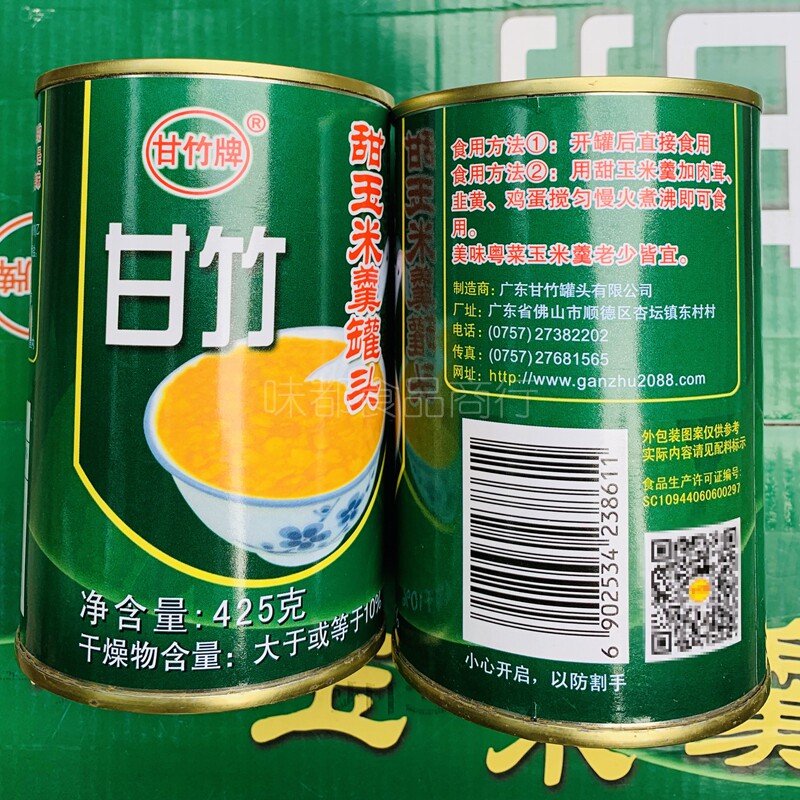 甘竹牌®
甘竹
甜玉米羹罐头
净含量:425克
干燥物含量:大于或等于10%
味都食品商行
食用方法①:开罐后直接食用
食用方法②:用甜玉米羹加肉茸、
韭黄、鸡蛋搅匀慢火煮沸即可食
用。
美味粤菜玉米羹老少皆宜。
制造商:广东甘竹罐头有限公司
厂址:广东省佛山市顺德区杏坛镇东村村
电话:(0757)27382202
传真:(0757)27681565
网址:http://www.ganzhu2088.com
外包装图案仅供参考
实际内容请见配料标示
食品生产许可证编号:
SC10944060600297
6902534238611
小心开启，以防割手
牌
玉米羹